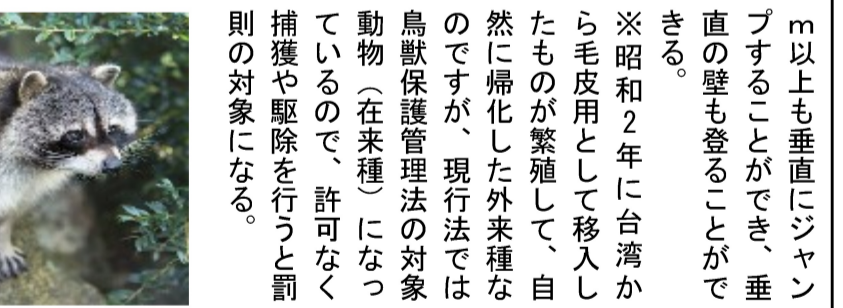 ｍ以上も垂直にジャン
プすることができ、垂
直の壁も登ることがで
きる。
※昭和２年に台湾か
ら毛皮用として移入し
たものが繁殖して、自
然に帰化した外来種な
のですが、現行法では
鳥獣保護管理法の対象
動物（在来種）になっ
ているので、許可なく
捕獲や駆除を行うと罰
則の対象になる。